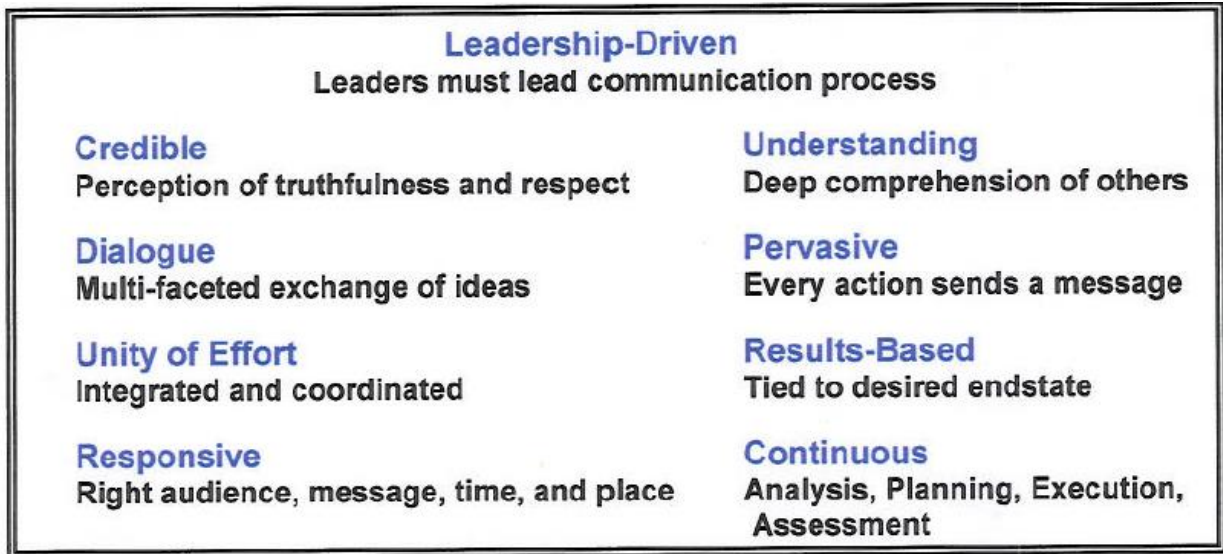 Leadership-Driven
Leaders must lead communication process
Credible
Perception of truthfulness and respect
Dialogue
Multi-faceted exchange of ideas
Unity of Effort
Integrated and coordinated
Responsive
Right audience, message, time, and place
Understanding
Deep comprehension of others
Pervasive
Every action sends a message
Results-Based
Tied to desired endstate
Continuous
Analysis, Planning, Execution,
Assessment